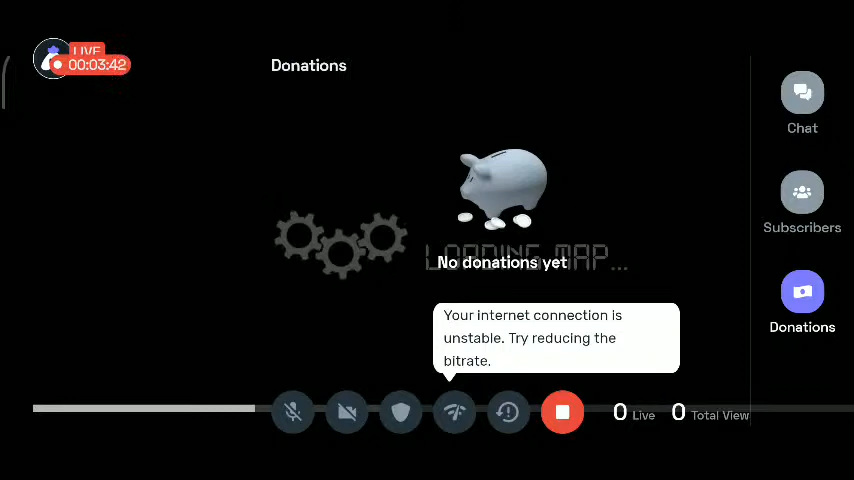 LIVE
00:03:42
Donations
Chat
Subscribers
Donations
LOADING MAP...
No donations yet
Your internet connection is
unstable. Try reducing the
bitrate.
0 Live 0 Total View